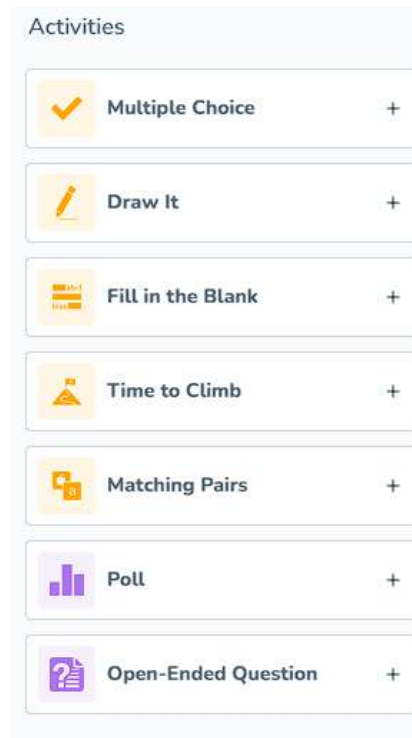 Activities
Multiple Choice
Draw It
Fill in the Blank
Time to Climb
Matching Pairs
a
Poll
Open-Ended Question